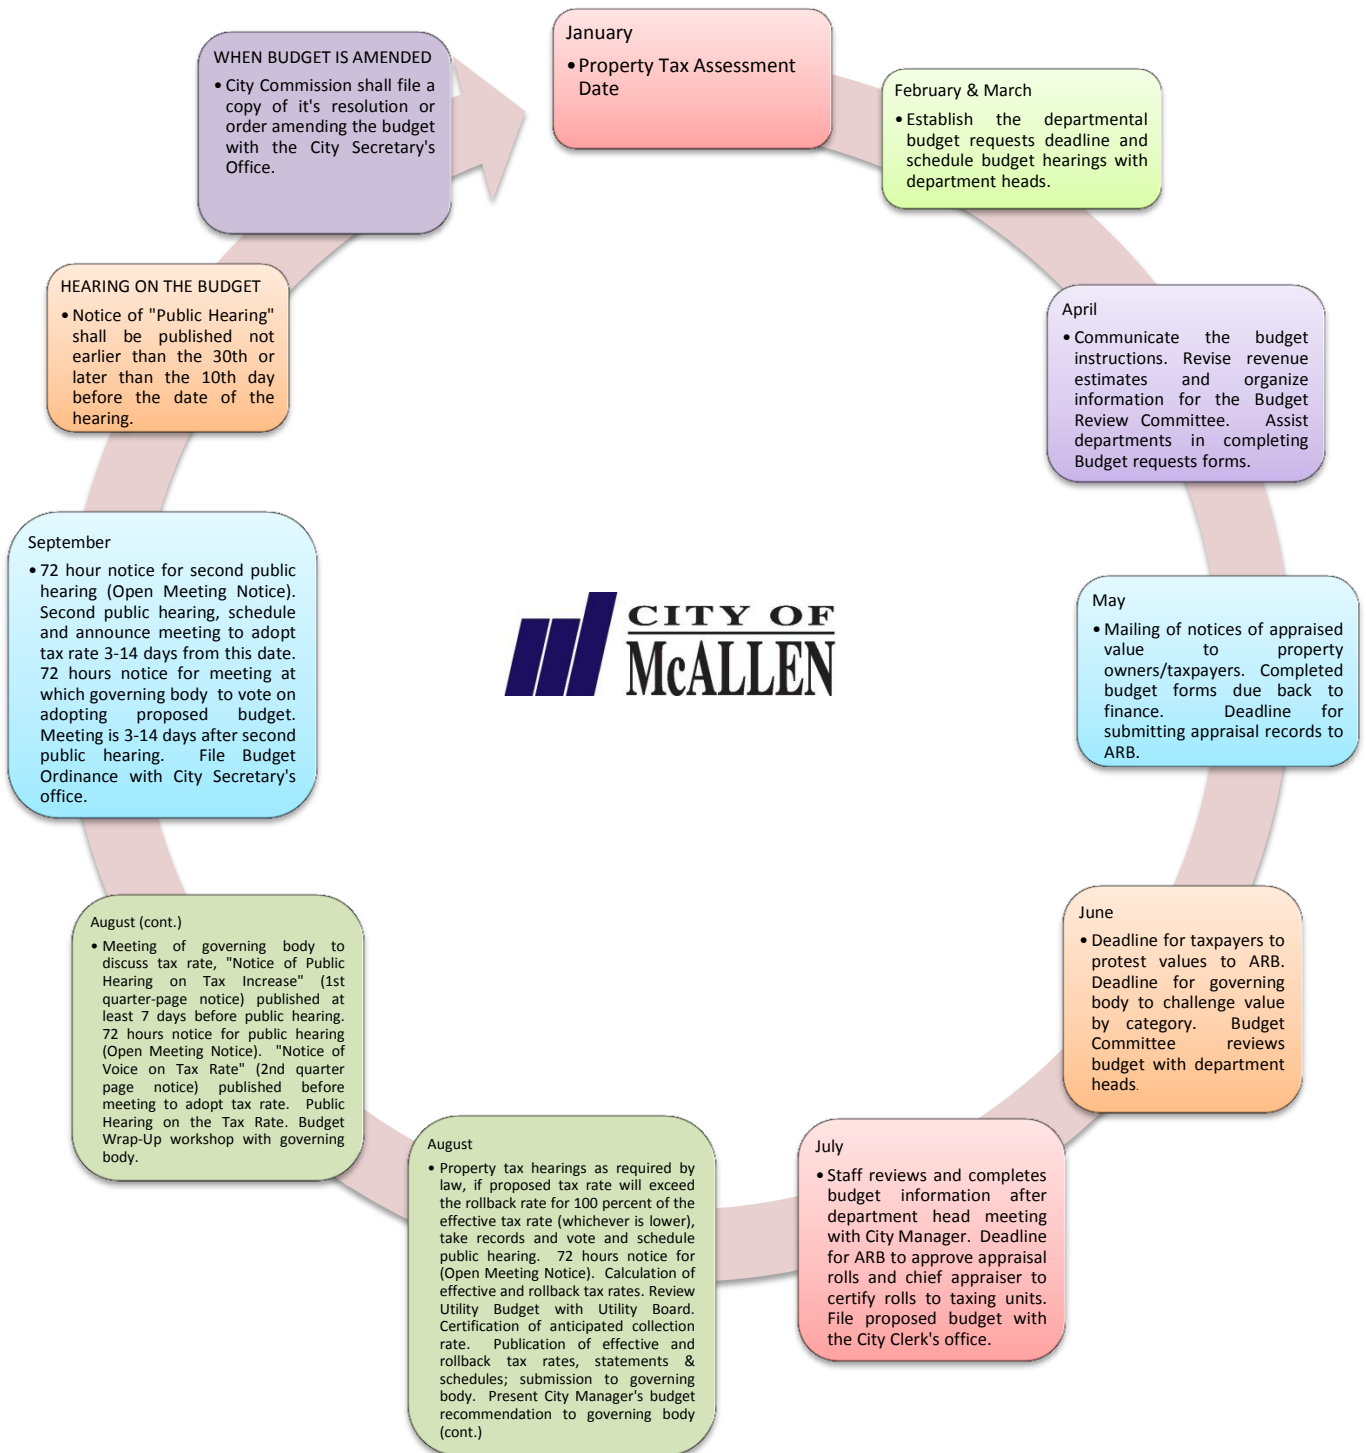 January
• Property Tax Assessment
Date
February & March
• Establish the departmental
budget requests deadline and
schedule budget hearings with
department heads.
April
• Communicate the budget
instructions. Revise revenue
estimates and organize
information for the Budget
Review Committee. Assist
departments in completing
Budget requests forms.
May
• Mailing of notices of appraised
value to property
owners/taxpayers. Completed
budget forms due back to
finance. Deadline for
submitting appraisal records to
ARB.
June
• Deadline for taxpayers to
protest values to ARB.
Deadline for governing
body to challenge value
by category. Budget
Committee reviews
budget with department
heads.
July
• Staff reviews and completes
budget information after
department head meeting
with City Manager. Deadline
for ARB to approve appraisal
rolls and chief appraiser to
certify rolls to taxing units.
File proposed budget with
the City Clerk's office.
August
• Property tax hearings as required by
law, if proposed tax rate will exceed
the rollback rate for 100 percent of the
effective tax rate (whichever is lower),
take records and vote and schedule
public hearing. 72 hours notice for
(Open Meeting Notice). Calculation of
effective and rollback tax rates. Review
Utility Budget with Utility Board.
Certification of anticipated collection
rate. Publication of effective and
rollback tax rates, statements &
schedules; submission to governing
body. Present City Manager's budget
recommendation to governing body
(cont.)
August (cont.)
• Meeting of governing body to
discuss tax rate, "Notice of Public
Hearing on Tax Increase" (1st
quarter-page notice) published at
least 7 days before public hearing.
72 hours notice for public hearing
(Open Meeting Notice). "Notice of
Voice on Tax Rate" (2nd quarter
page notice) published before
meeting to adopt tax rate. Public
Hearing on the Tax Rate. Budget
Wrap-Up workshop with governing
body.
September
• 72 hour notice for second public
hearing (Open Meeting Notice).
Second public hearing, schedule
and announce meeting to adopt
tax rate 3-14 days from this date.
72 hours notice for meeting at
which governing body to vote on
adopting proposed budget.
Meeting is 3-14 days after second
public hearing. File Budget
Ordinance with City Secretary's
office.
HEARING ON THE BUDGET
• Notice of "Public Hearing"
shall be published not
earlier than the 30th or
later than the 10th day
before the date of the
hearing.
WHEN BUDGET IS AMENDED
• City Commission shall file a
copy of it's resolution or
order amending the budget
with the City Secretary's
Office.
CITY OF
McALLEN